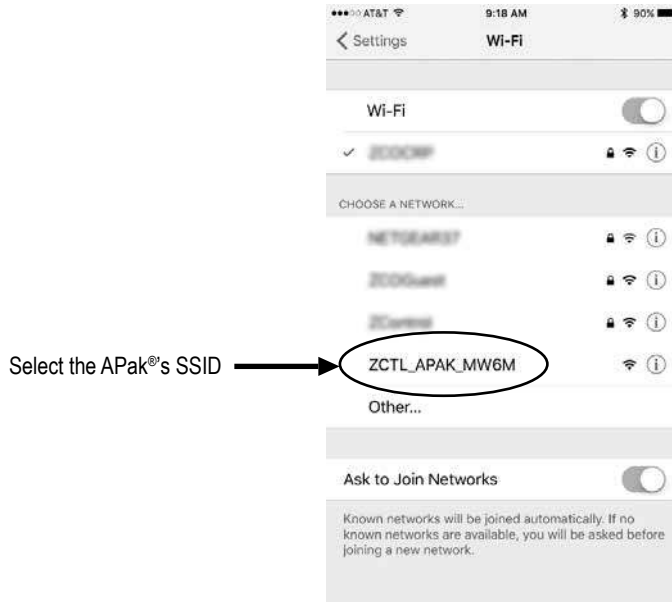 AT&T 9:18 AM 90%
Settings Wi-Fi
Wi-Fi
CHOOSE A NETWORK...
Select the APak®'s SSID
ZCTL_APAK_MW6M
Other...
Ask to Join Networks
Known networks will be joined automatically. If no
known networks are available, you will be asked before
joining a new network.